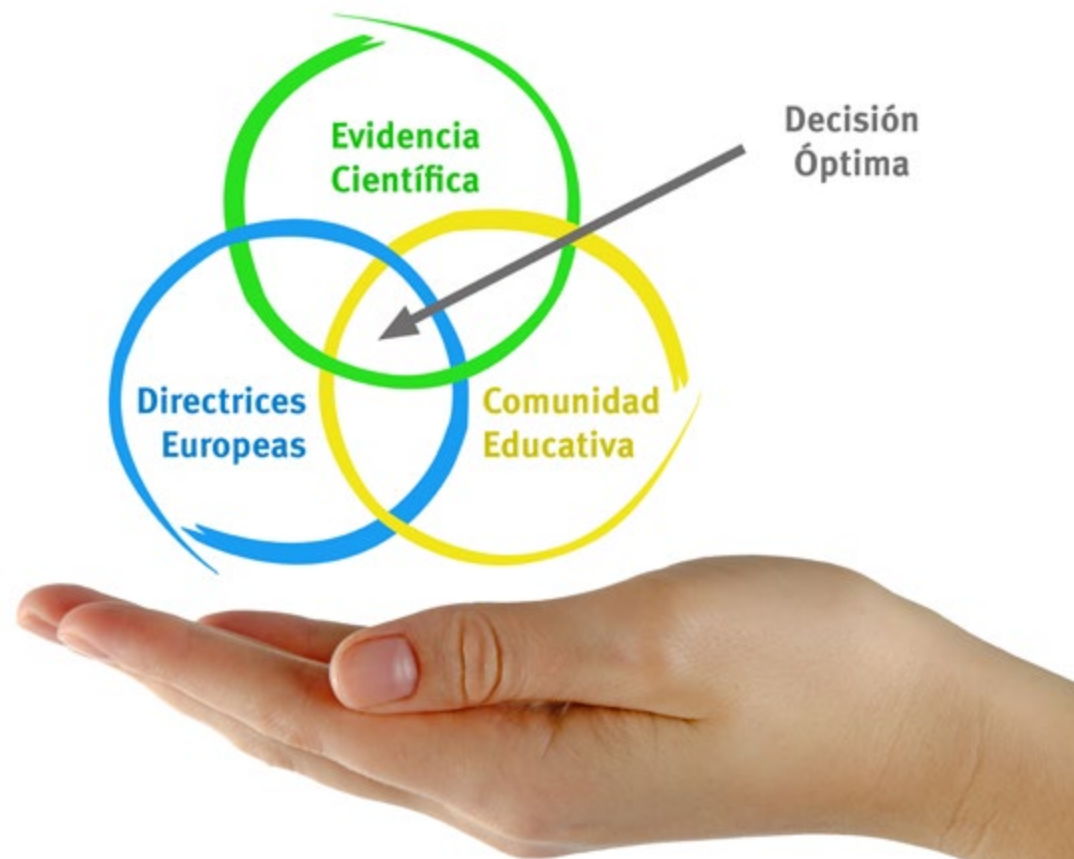 Evidencia
Científica
Decisión
Óptima
Directrices
Europeas
Comunidad
Educativa